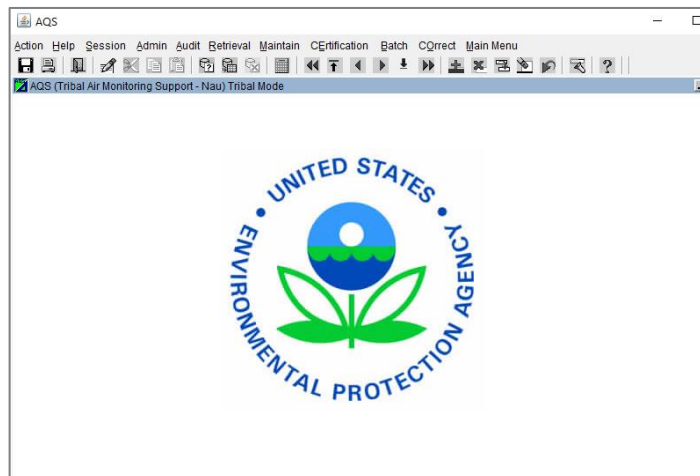 AQS
Action Help Session Admin Audit Retrieval Maintain CErtification Batch COrrect Main Menu
AQS (Tribal Air Monitoring Support - Nau) Tribal Mode
• UNITED STATES •
ENVIRONMENTAL PROTECTION AGENCY